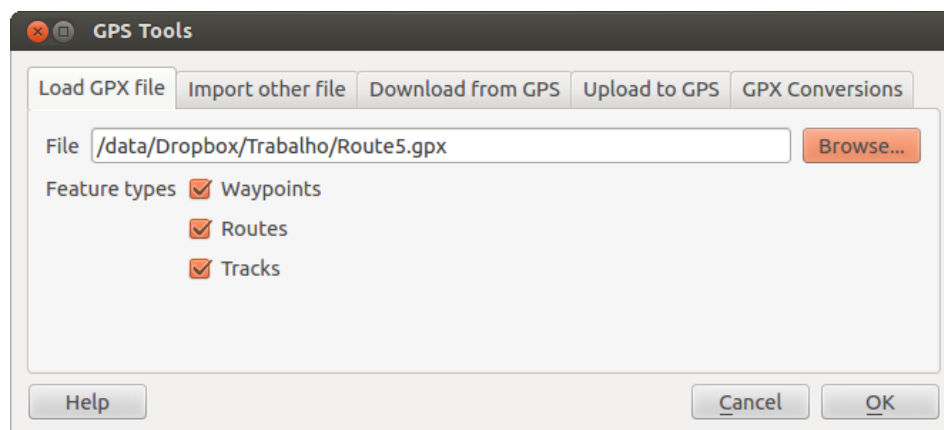 GPS Tools
Load GPX file Import other file Download from GPS Upload to GPS GPX Conversions
File /data/Dropbox/Trabalho/Route5.gpx Browse...
Feature types Waypoints
Routes
Tracks
Help Cancel OK